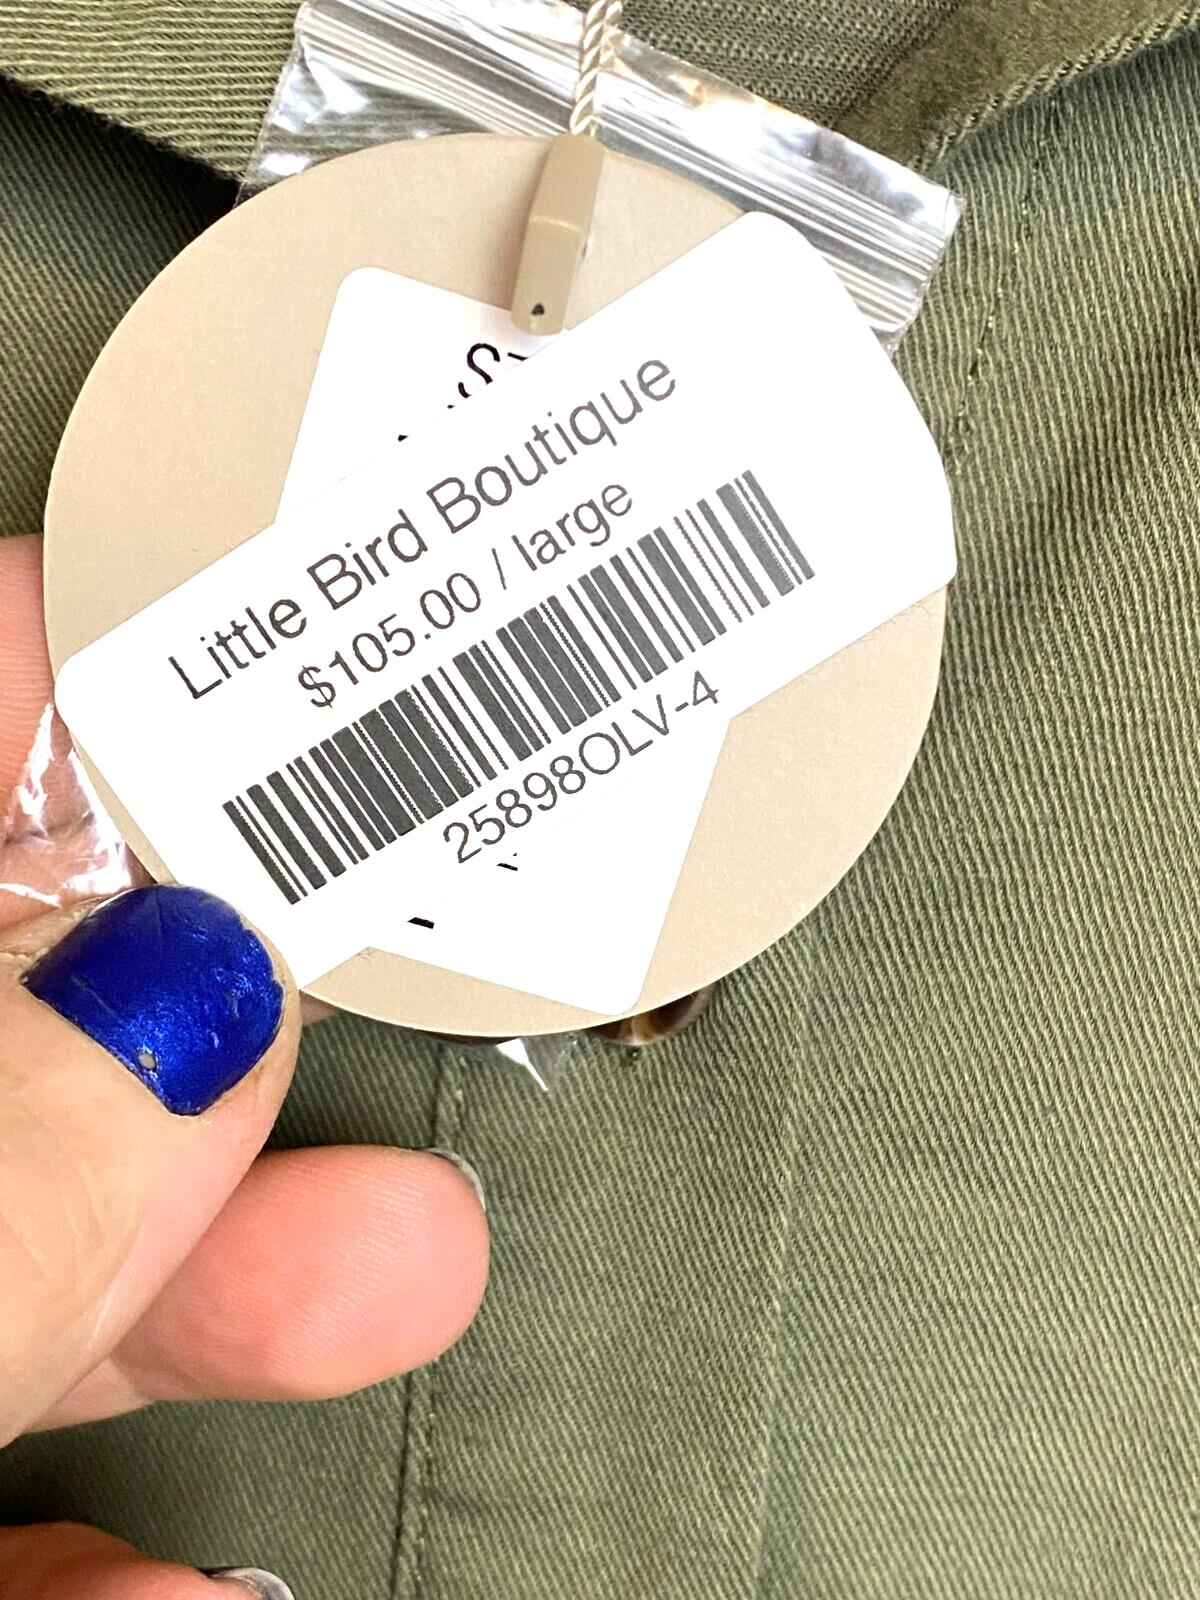 Little Bird Boutique
$105.00 / large
25898OLV-4